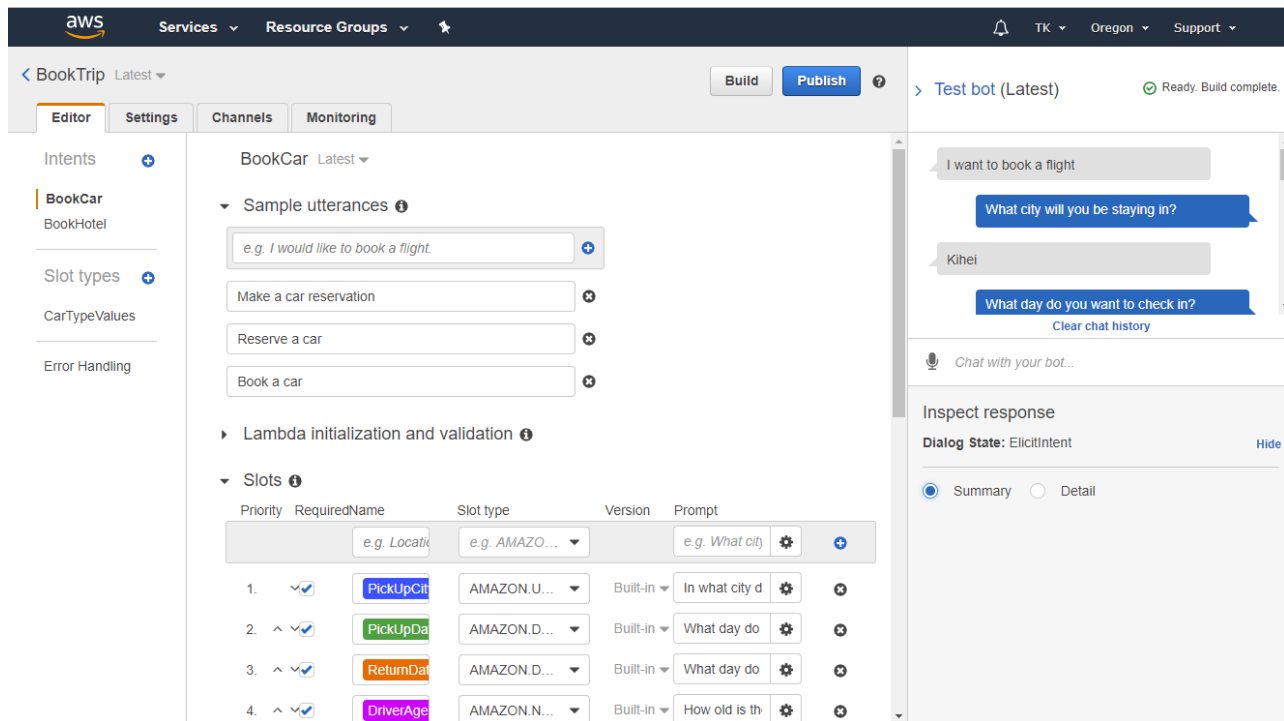 aws Services Resource Groups TK Oregon Support
BookTrip Latest
Build Publish
Editor Settings Channels Monitoring
Intents
BookCar
BookHotel
Slot types
CarTypeValues
Error Handling
BookCar Latest
Sample utterances
e.g. I would like to book a flight.
Make a car reservation
Reserve a car
Book a car
Lambda initialization and validation
Slots
Priority Required Name Slot type Version Prompt
e.g. Locatio e.g. AMAZO... e.g. What city
1. PickUpCit AMAZON.U... Built-in In what city d
2. PickUpDa AMAZON.D... Built-in What day do
3. ReturnDat AMAZON.D... Built-in What day do
4. DriverAge AMAZON.N... Built-in How old is the
Test bot (Latest) Ready. Build complete.
I want to book a flight
What city will you be staying in?
Kihei
What day do you want to check in?
Clear chat history
Chat with your bot...
Inspect response
Dialog State: ElicitIntent Hide
Summary Detail